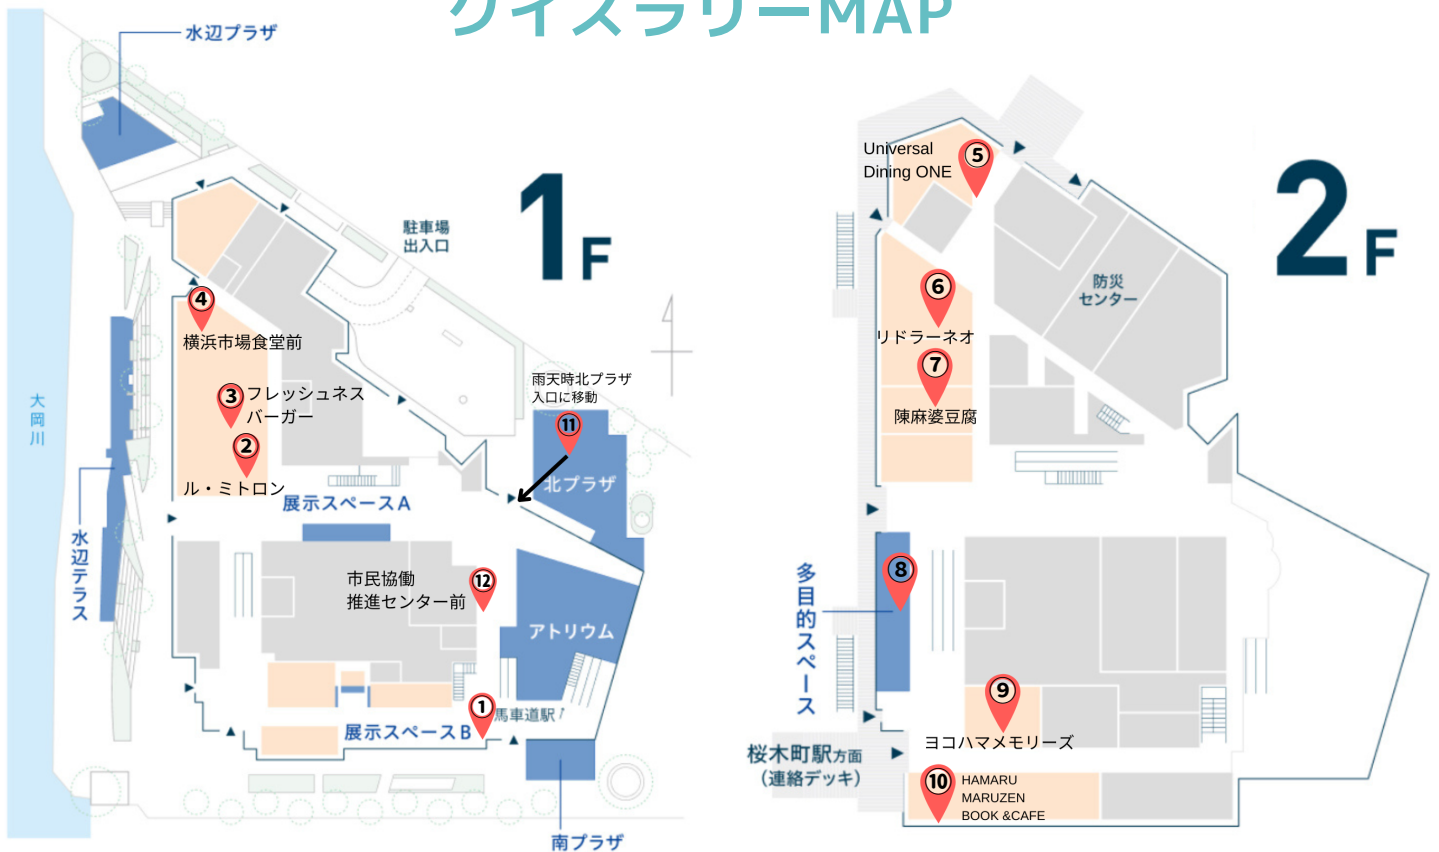 クイズラリーMAP
水辺プラザ
1F
駐車場
出入口
4
横浜市場食堂前
3
フレッシュネス
バーガー
2
ル・ミトロン
大岡川
水辺テラス
展示スペースA
雨天時北プラザ
入口に移動
11
北プラザ
市民協働
推進センター前
12
アトリウム
1
馬車道駅
展示スペースB
南プラザ
2F
Universal
Dining ONE
5
防災
センター
6
リドラーネオ
7
陳麻婆豆腐
8
多目的スペース
9
ヨコハマメモリーズ
桜木町駅方面
（連絡デッキ）
10
HAMARU
MARUZEN
BOOK &CAFE